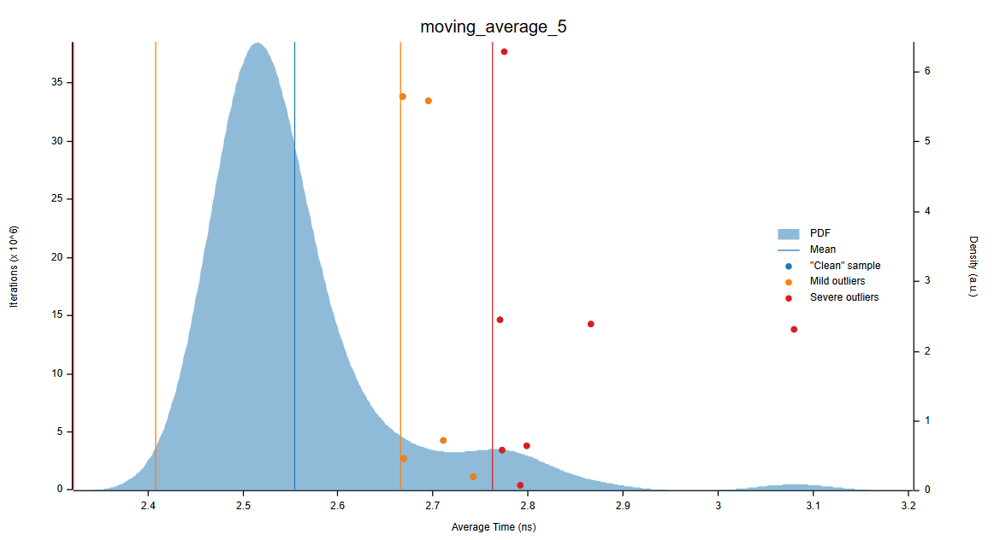 moving_average_5
Iterations (x 10^6)
35
30
25
20
15
10
5
0
6
5
4
3
2
1
0
Density (a.u.)
PDF
Mean
"Clean" sample
Mild outliers
Severe outliers
2.4 2.5 2.6 2.7 2.8 2.9 3 3.1 3.2
Average Time (ns)